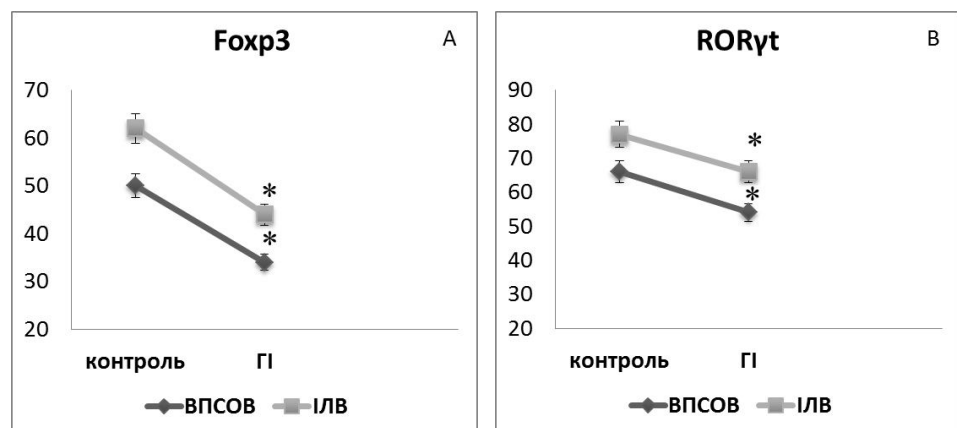 Foxp3
A
70
60
50
40
30
20
*
*
контроль
ГІ
ВПСОВ
ІЛВ
RORγt
B
90
80
70
60
50
40
30
20
*
*
контроль
ГІ
ВПСОВ
ІЛВ